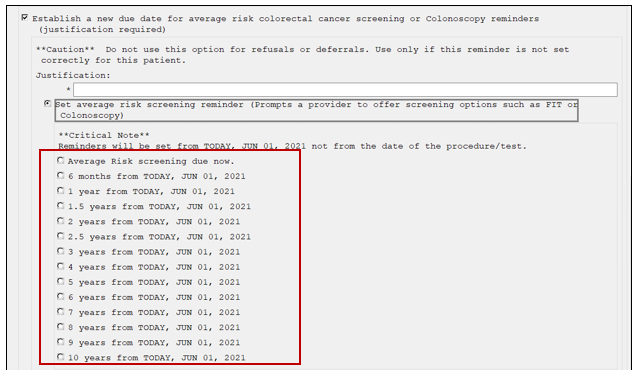 Establish a new due date for average risk colorectal cancer screening or Colonoscopy reminders
(justification required)
**Caution** Do not use this option for refusals or deferrals. Use only if this reminder is not set
correctly for this patient.
Justification:
*
Set average risk screening reminder (Prompts a provider to offer screening options such as FIT or
Colonoscopy)
**Critical Note**
Reminders will be set from TODAY, JUN 01, 2021 not from the date of the procedure/test.
Average Risk screening due now.
6 months from TODAY, JUN 01, 2021
1 year from TODAY, JUN 01, 2021
1.5 years from TODAY, JUN 01, 2021
2 years from TODAY, JUN 01, 2021
2.5 years from TODAY, JUN 01, 2021
3 years from TODAY, JUN 01, 2021
4 years from TODAY, JUN 01, 2021
5 years from TODAY, JUN 01, 2021
6 years from TODAY, JUN 01, 2021
7 years from TODAY, JUN 01, 2021
8 years from TODAY, JUN 01, 2021
9 years from TODAY, JUN 01, 2021
10 years from TODAY, JUN 01, 2021